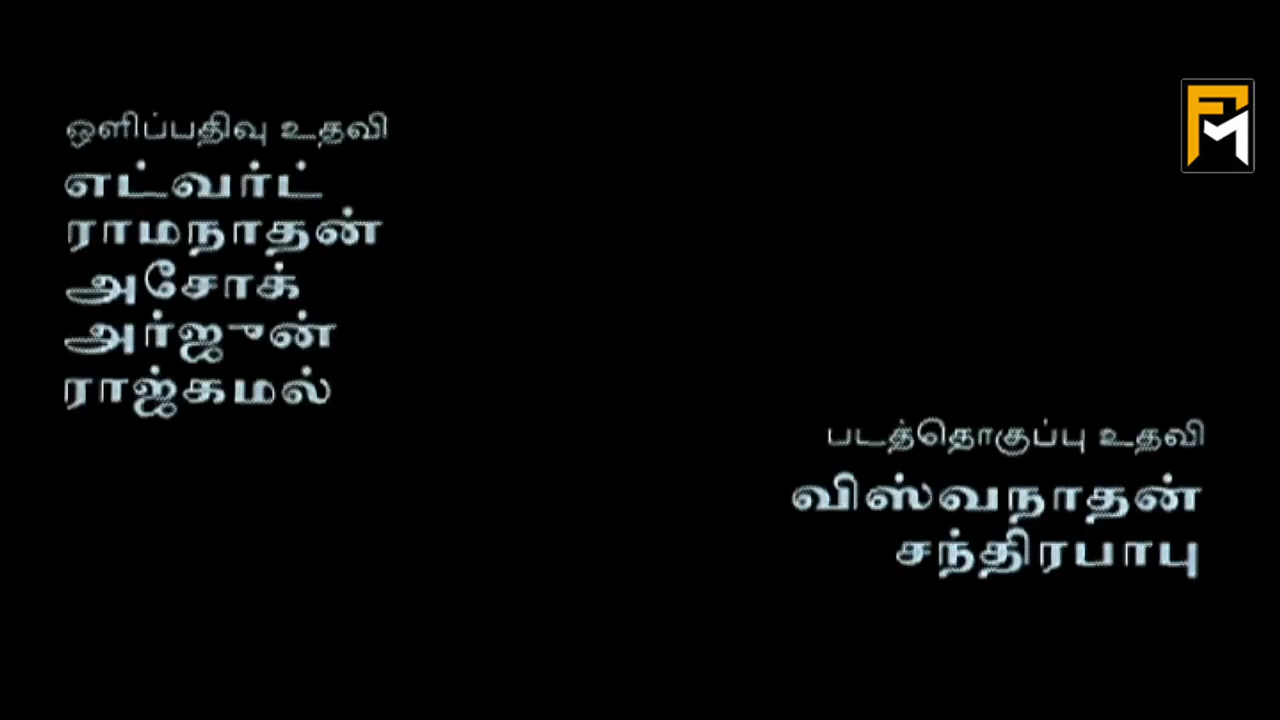 ஒளிப்பதிவு உதவி
எட்வர்ட்
ராமநாதன்
அசோக்
அர்ஜுன்
ராஜ்கமல்
படத்தொகுப்பு உதவி
விஸ்வநாதன்
சந்திரபாபு